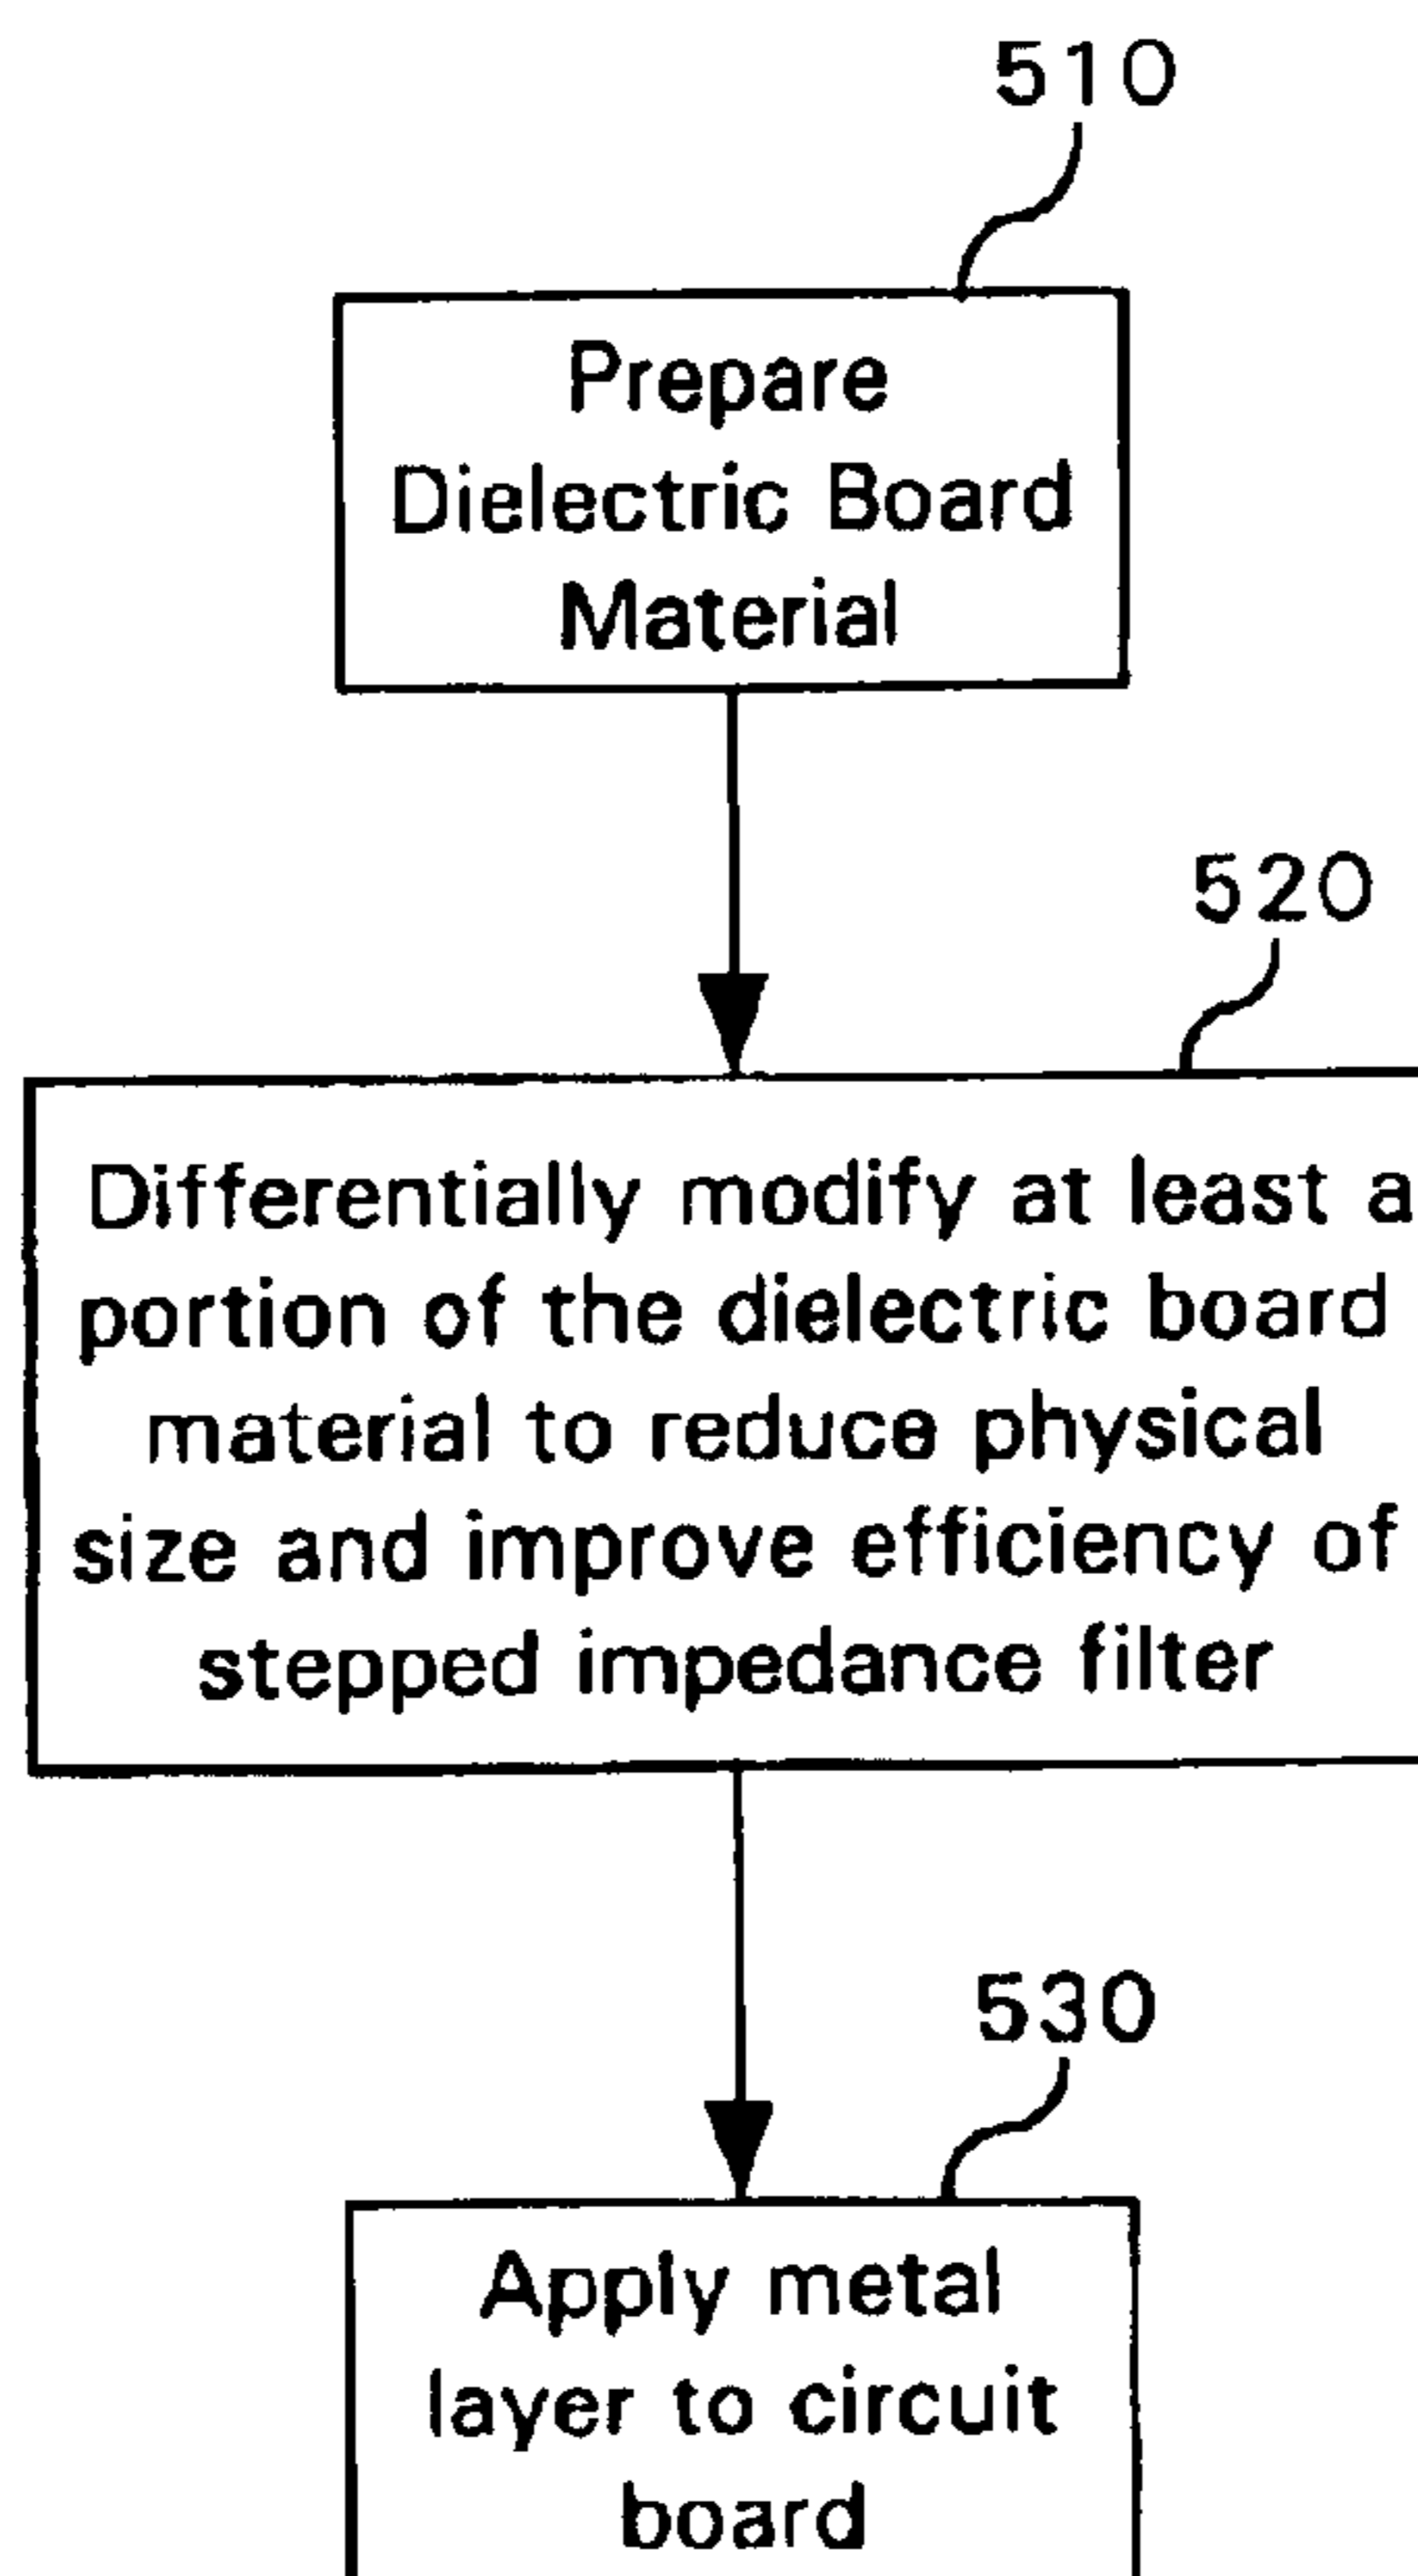 510
Prepare
Dielectric Board
Material
520
Differentially modify at least a
portion of the dielectric board
material to reduce physical
size and improve efficiency of
stepped impedance filter
530
Apply metal
layer to circuit
board